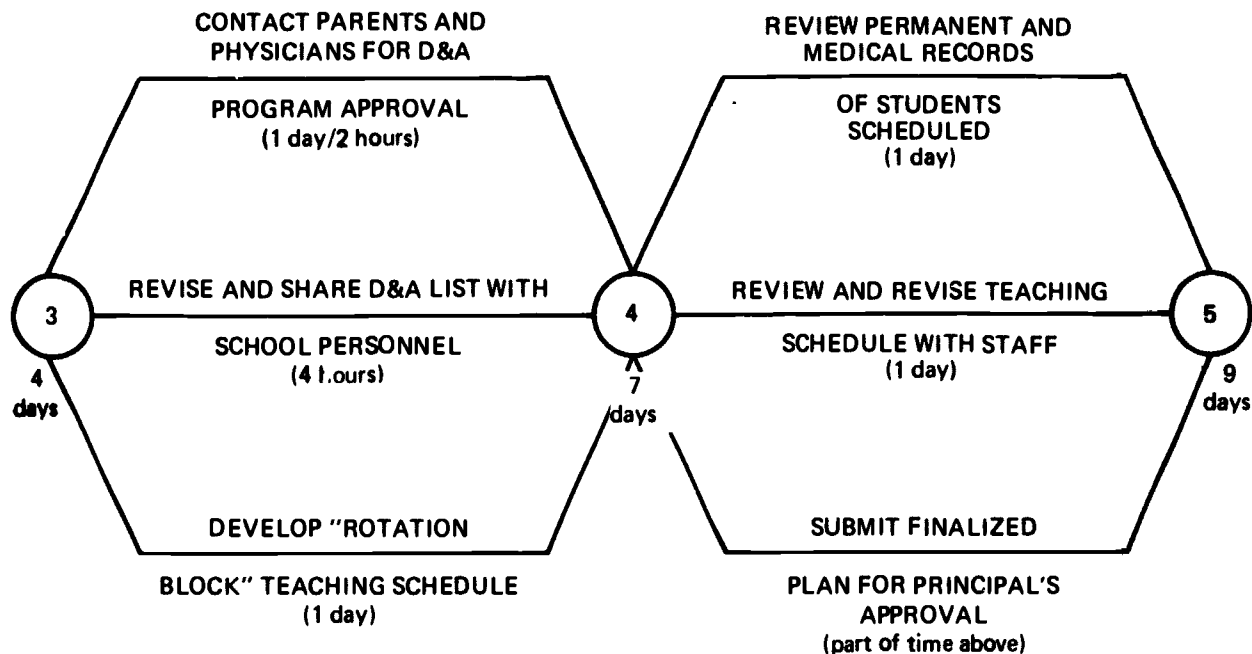 CONTACT PARENTS AND
PHYSICIANS FOR D&A
PROGRAM APPROVAL
(1 day/2 hours)
REVIEW PERMANENT AND
MEDICAL RECORDS
OF STUDENTS
SCHEDULED
(1 day)
3
REVISE AND SHARE D&A LIST WITH
SCHOOL PERSONNEL
(4 t.ours)
4
REVIEW AND REVISE TEACHING
SCHEDULE WITH STAFF
(1 day)
5
4
days
7
days
9
days
DEVELOP "ROTATION
BLOCK" TEACHING SCHEDULE
(1 day)
SUBMIT FINALIZED
PLAN FOR PRINCIPAL'S
APPROVAL
(part of time above)